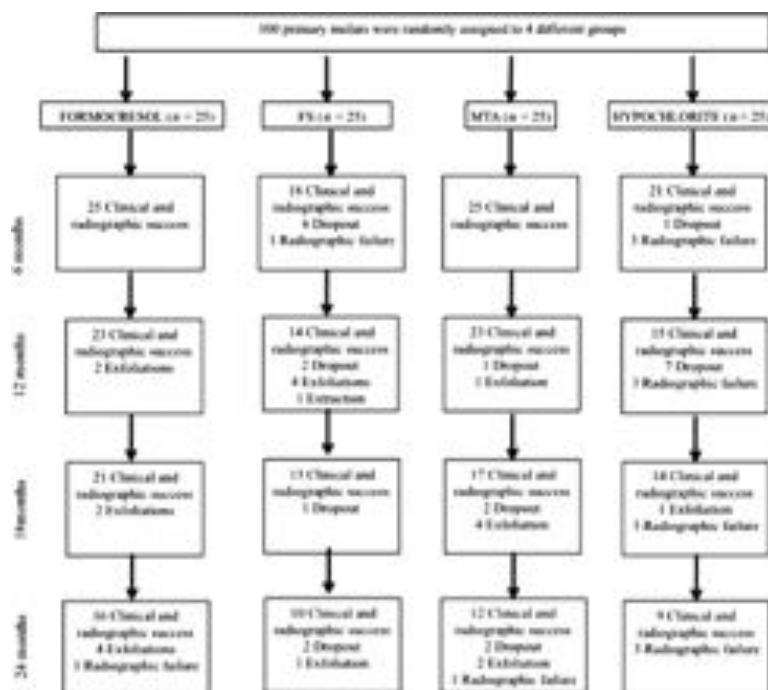 100 primary molars were randomly assigned to 4 different groups
FORMOCRESOL (n = 25)
FS (n = 25)
MTA (n = 25)
HYPOCHLORITE (n = 25)
6 months
25 Clinical and
radiographic success
18 Clinical and
radiographic success
6 Dropout
1 Radiographic failure
25 Clinical and
radiographic success
21 Clinical and
radiographic success
1 Dropout
3 Radiographic failure
12 months
23 Clinical and
radiographic success
2 Exfoliations
14 Clinical and
radiographic success
2 Dropout
4 Exfoliations
1 Extraction
23 Clinical and
radiographic success
1 Dropout
1 Exfoliation
15 Clinical and
radiographic success
7 Dropout
3 Radiographic failure
18months
21 Clinical and
radiographic success
2 Exfoliations
13 Clinical and
radiographic success
1 Dropout
17 Clinical and
radiographic success
2 Dropout
4 Exfoliation
14 Clinical and
radiographic success
1 Exfoliation
Radiographic failure
24 months
16 Clinical and
radiographic success
4 Exfoliations
1 Radiographic failure
10 Clinical and
radiographic success
2 Dropout
1 Exfoliation
12 Clinical and
radiographic success
2 Dropout
2 Exfoliation
1 Radiographic failure
9 Clinical and
radiographic success
3 Radiographic failure